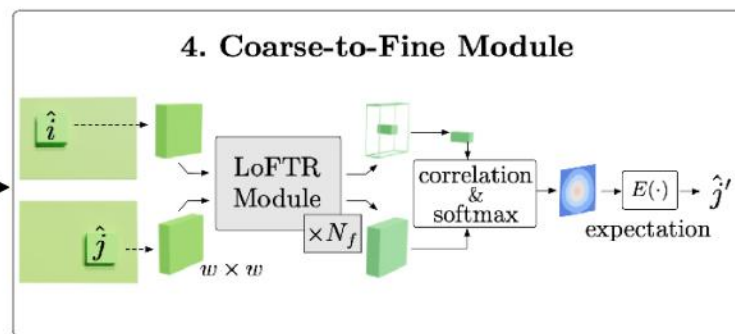 4. Coarse-to-Fine Module
î
LoFTR
Module
×N_f
ĵ
w × w
correlation
&
softmax
E(·)
expectation
ĵ′